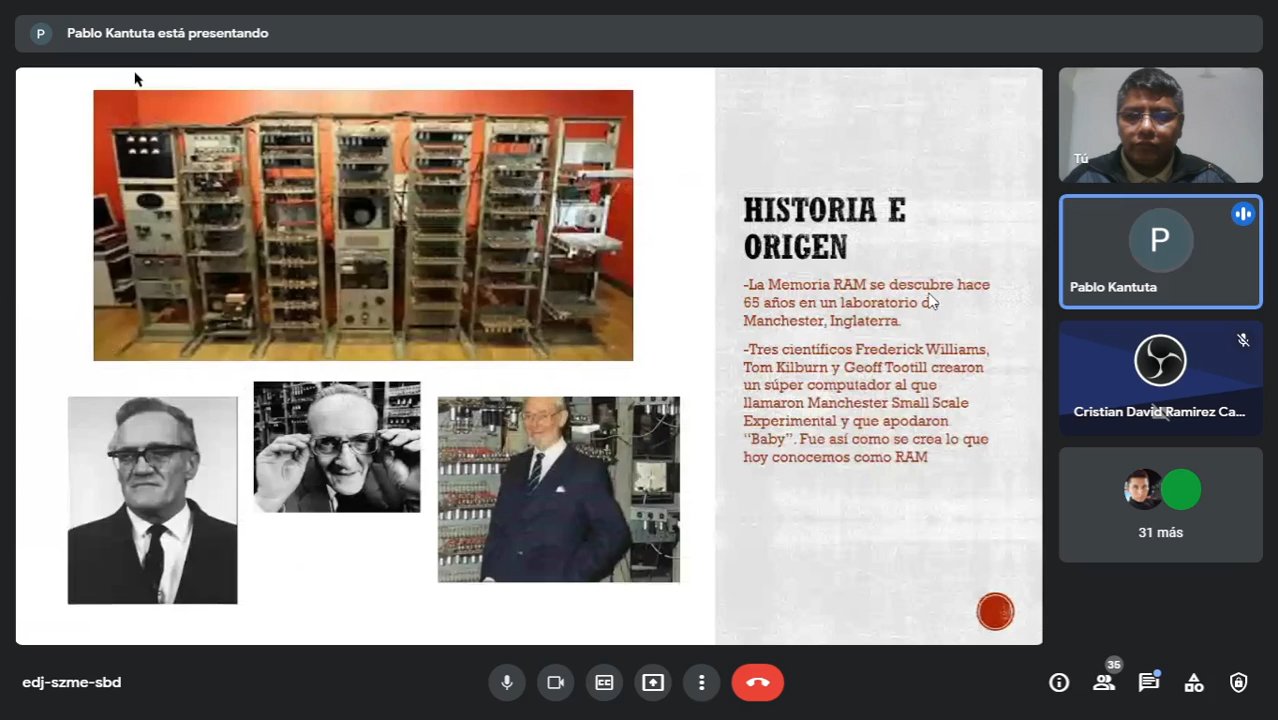 P
Pablo Kantuta está presentando
HISTORIA E
ORIGEN
-La Memoria RAM se descubre hace
65 años en un laboratorio
Manchester, Inglaterra.
-Tres científicos Frederick Williams,
Tom Kilburn y Geoff Tootill crearon
un súper computador al que
llamaron Manchester Small Scale
Experimental y que apodaron
“Baby”. Fue así como se crea lo que
hoy conocemos como RAM
Tú
P
Pablo Kantuta
Cristian David Ramirez Ca...
31 más
edj-szme-sbd
CC
35